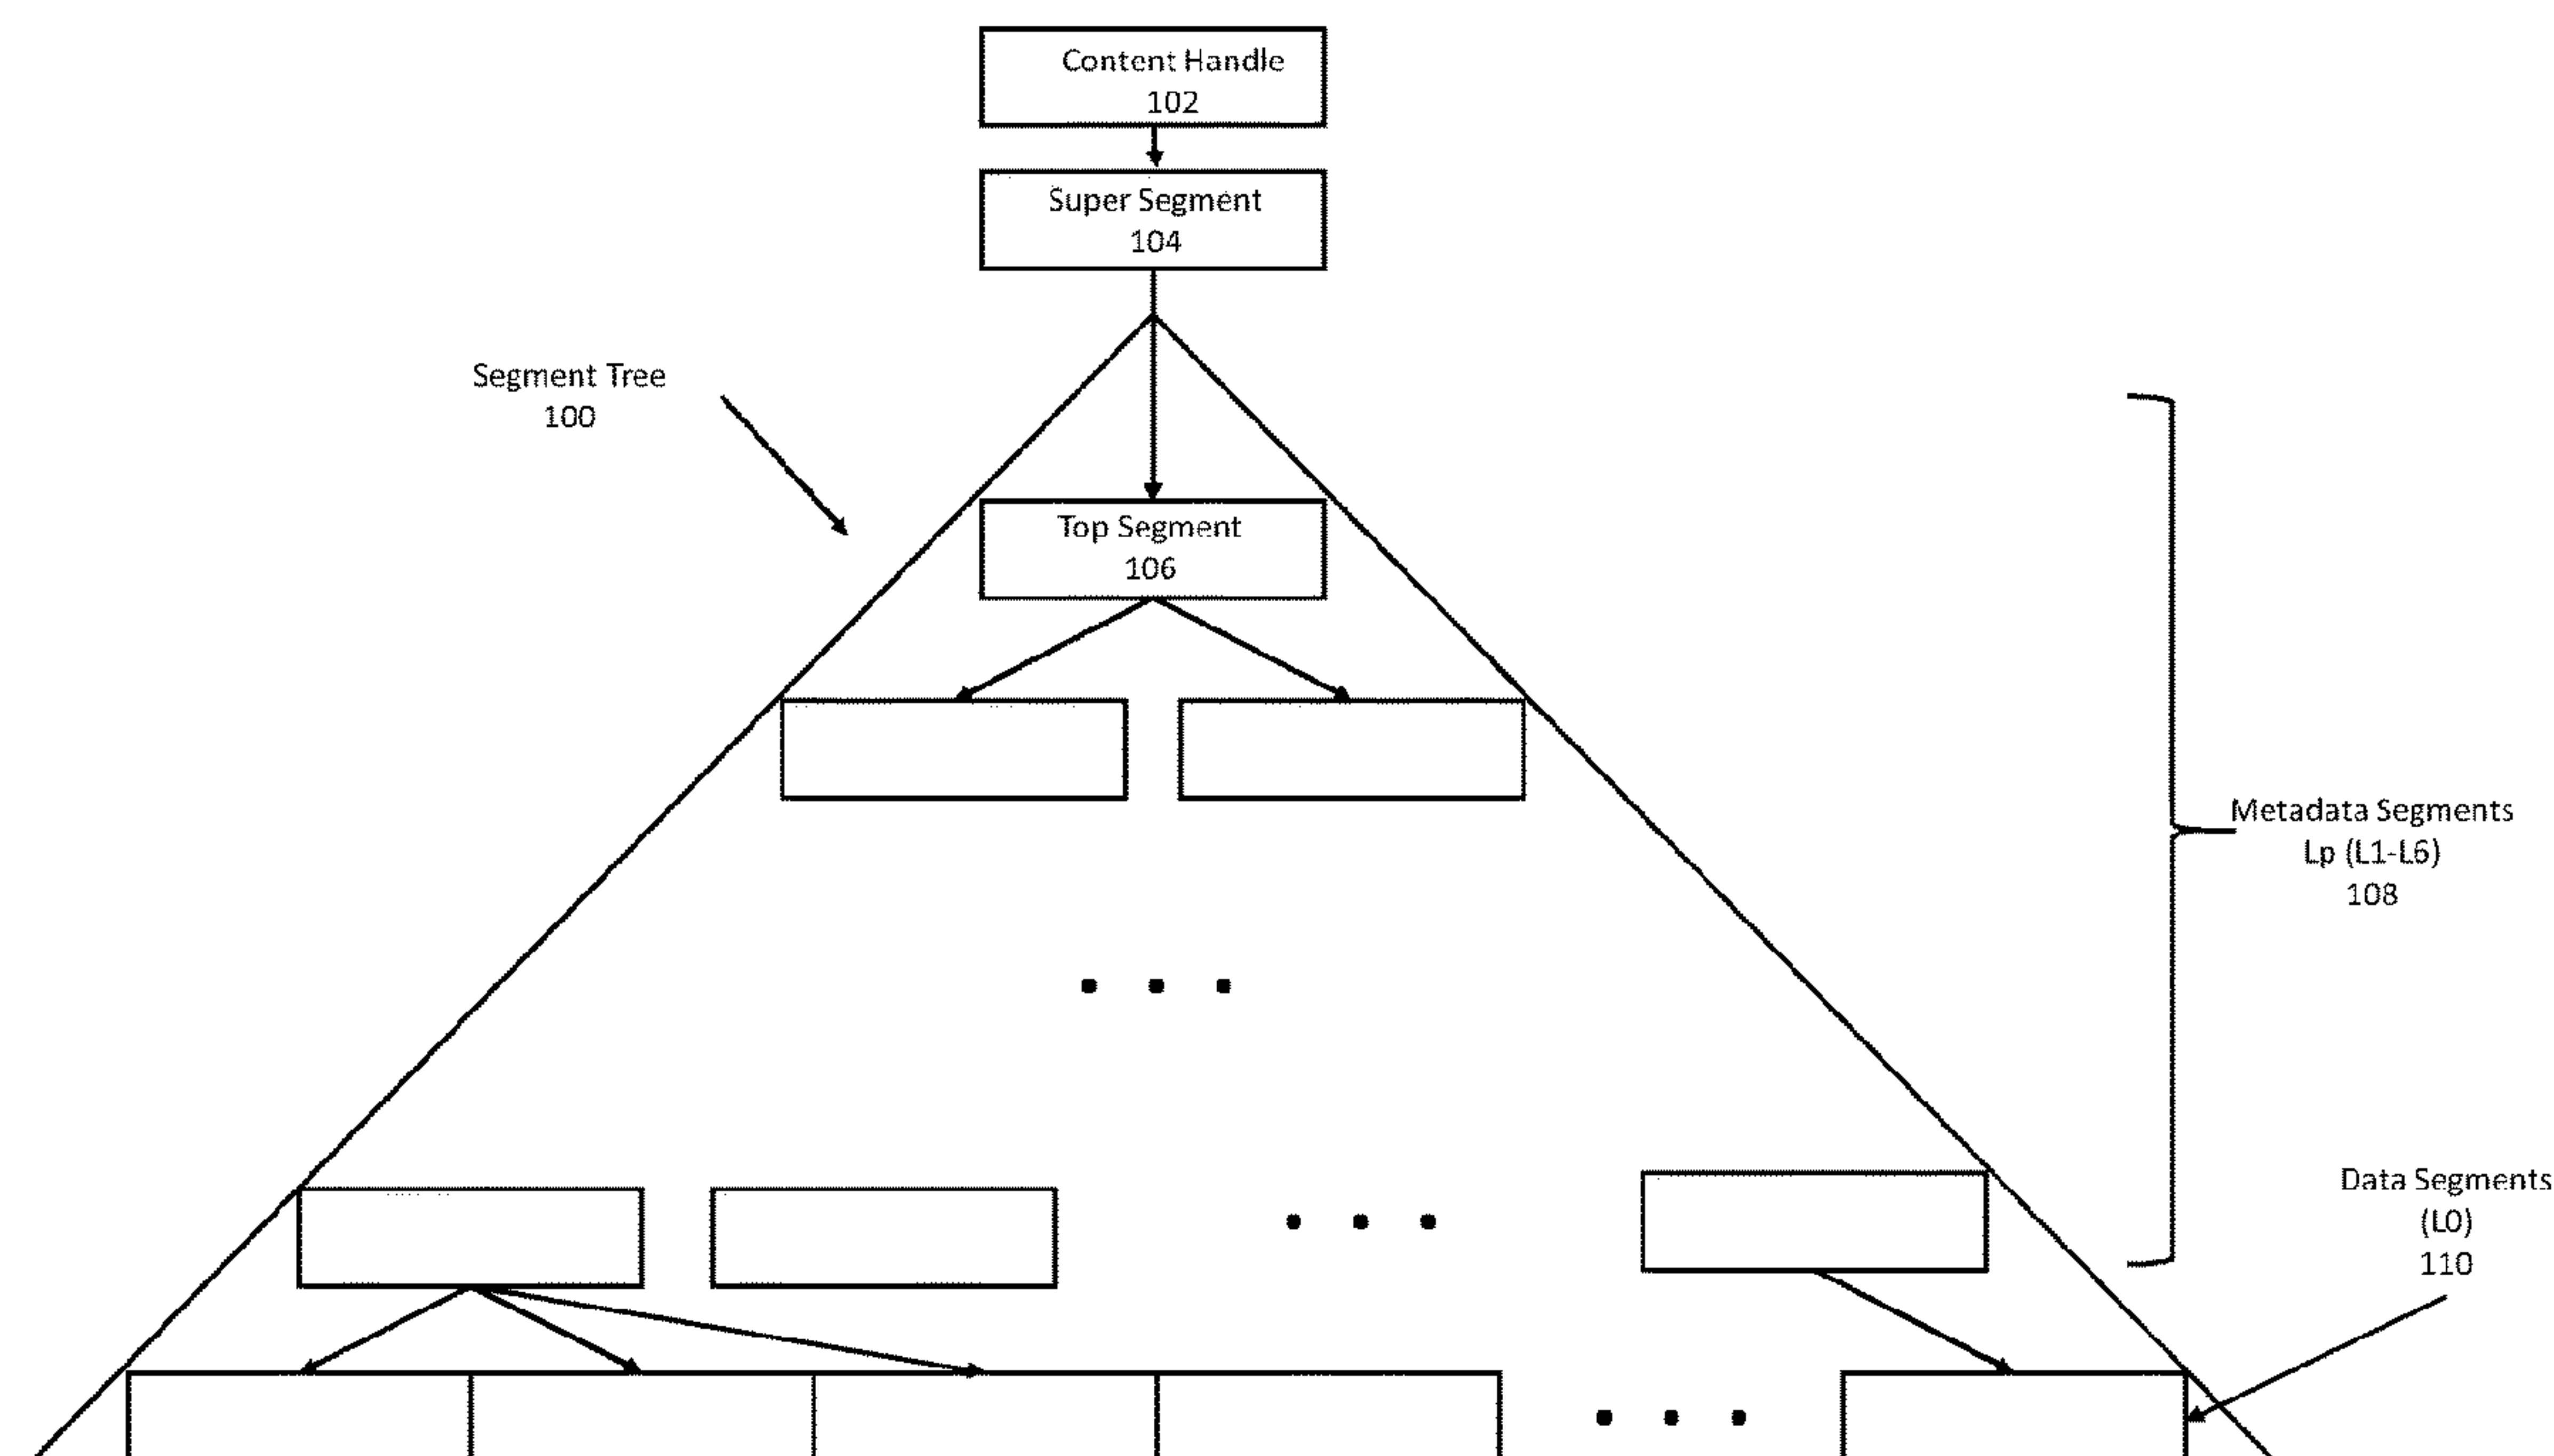 Content Handle
102
Super Segment
104
Segment Tree
100
Top Segment
106
Metadata Segments
Lp (L1-L6)
108
Data Segments
(L0)
110